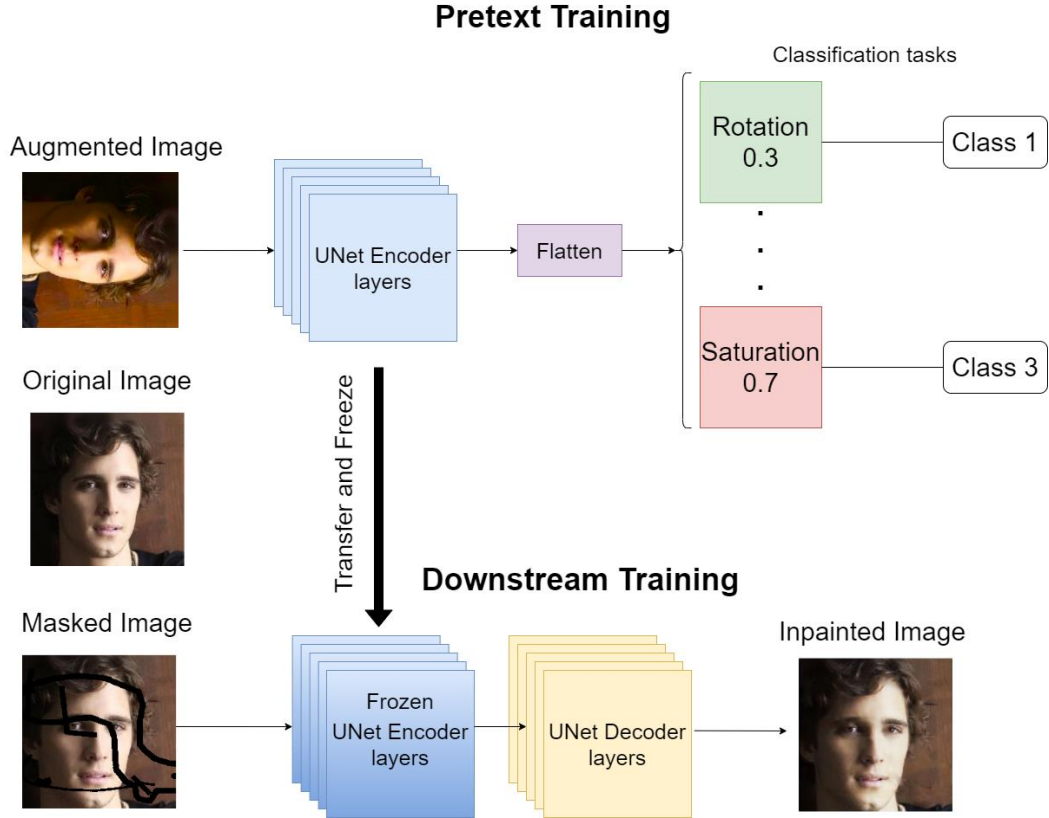 Pretext Training
Classification tasks
Augmented Image
UNet Encoder
layers
Flatten
Rotation
0.3
Class 1
Saturation
0.7
Class 3
Original Image
Transfer and Freeze
Downstream Training
Masked Image
Frozen
UNet Encoder
layers
UNet Decoder
layers
Inpainted Image